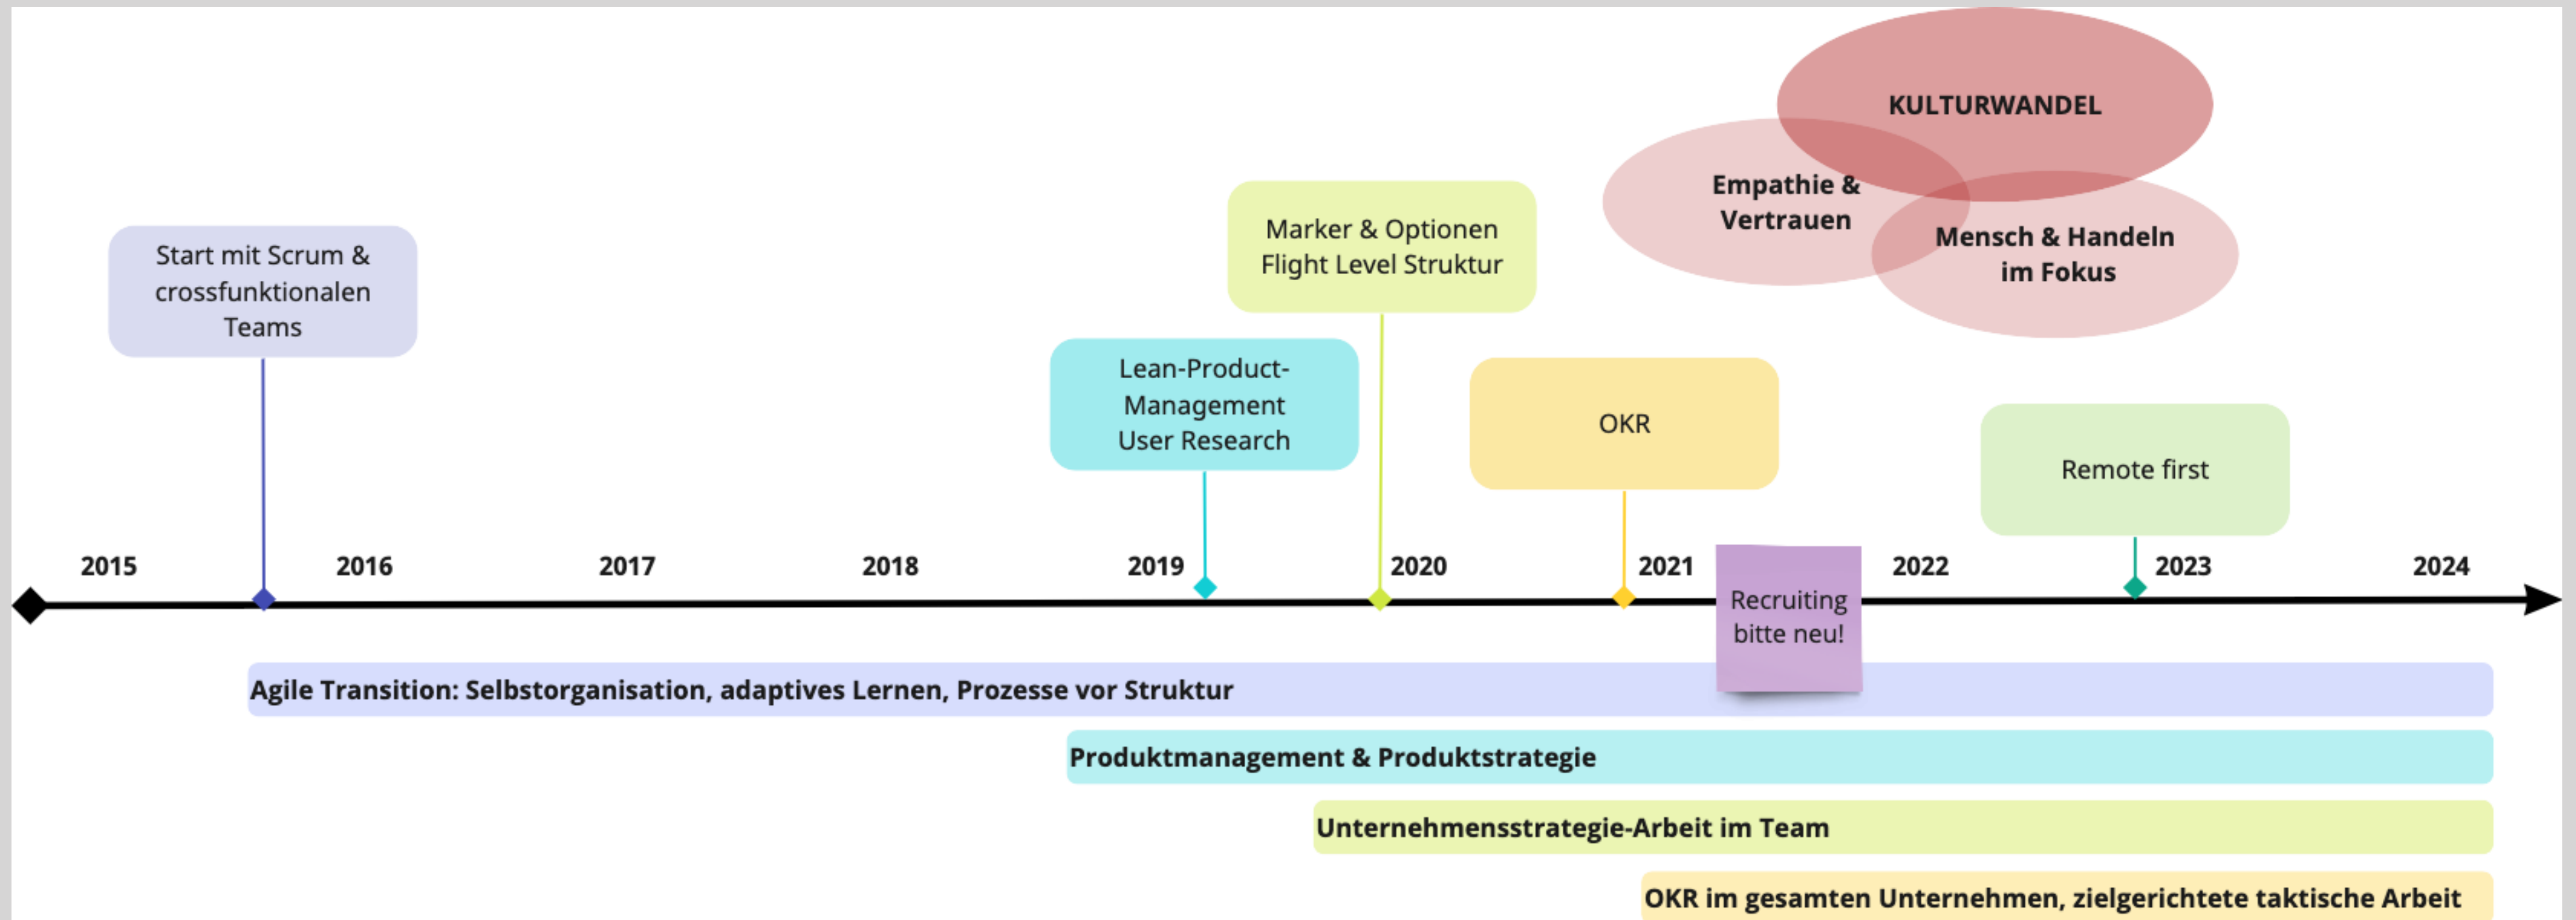 KULTURWANDEL
Empathie &
Vertrauen
Mensch & Handeln
im Fokus
Marker & Optionen
Flight Level Struktur
Start mit Scrum &
crossfunktionalen
Teams
Lean-Product-
Management
User Research
OKR
Remote first
2015
2016
2017
2018
2019
2020
2021
2022
2023
2024
Recruiting
bitte neu!
Agile Transition: Selbstorganisation, adaptives Lernen, Prozesse vor Struktur
Produktmanagement & Produktstrategie
Unternehmensstrategie-Arbeit im Team
OKR im gesamten Unternehmen, zielgerichtete taktische Arbeit